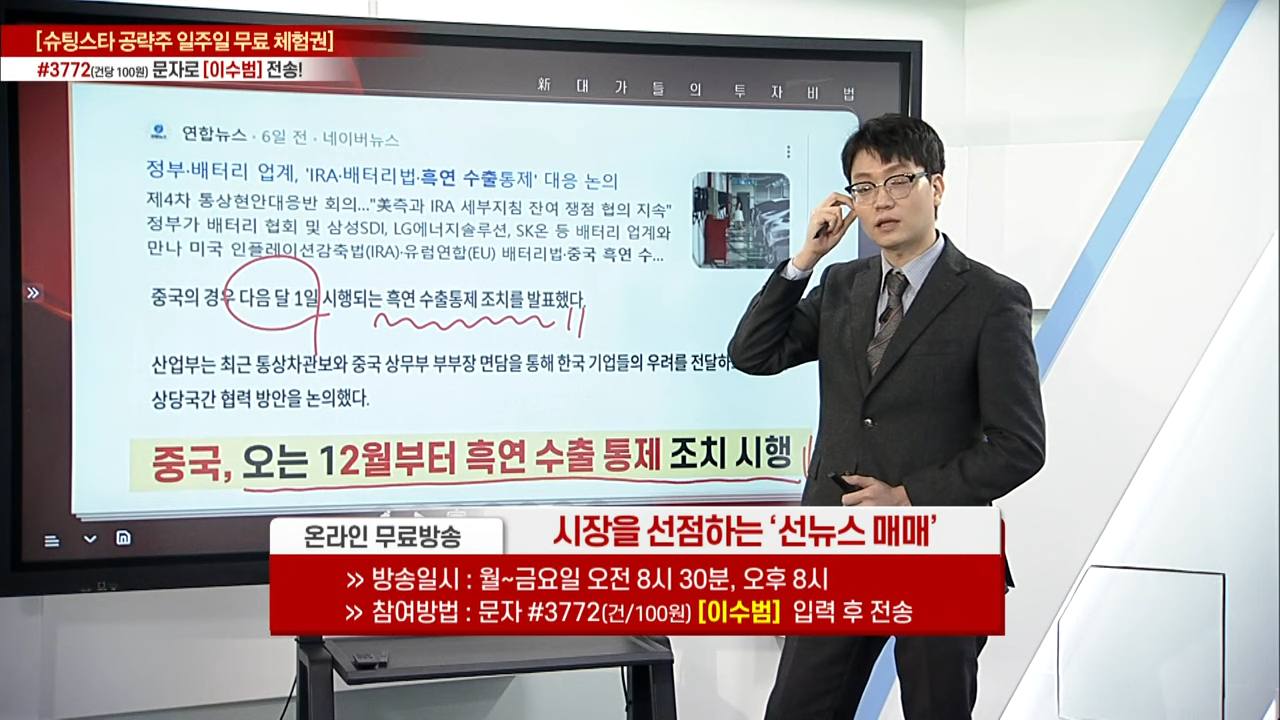 [슈팅스타 공략주 일주일 무료 체험권]
#3772(건당 100원) 문자로 [이수범] 전송!
新 대가들의 투자비법
연합뉴스 · 6일 전 · 네이버뉴스
정부·배터리 업계, 'IRA·배터리법·흑연 수출통제' 대응 논의
제4차 통상현안대응반 회의..."美측과 IRA 세부지침 잔여 쟁점 협의 지속"
정부가 배터리 협회 및 삼성SDI, LG에너지솔루션, SK온 등 배터리 업계와
만나 미국 인플레이션감축법(IRA)·유럽연합(EU) 배터리법·중국 흑연 수...
중국의 경우 다음 달 1일 시행되는 흑연 수출통제 조치를 발표했다.
산업부는 최근 통상차관보와 중국 상무부 부부장 면담을 통해 한국 기업들의 우려를 전달하
상당국간 협력 방안을 논의했다.
중국, 오는 12월부터 흑연 수출 통제 조치 시행
온라인 무료방송
시장을 선점하는 '선뉴스 매매'
» 방송일시 : 월~금요일 오전 8시 30분, 오후 8시
» 참여방법 : 문자 #3772(건/100원) [이수범] 입력 후 전송